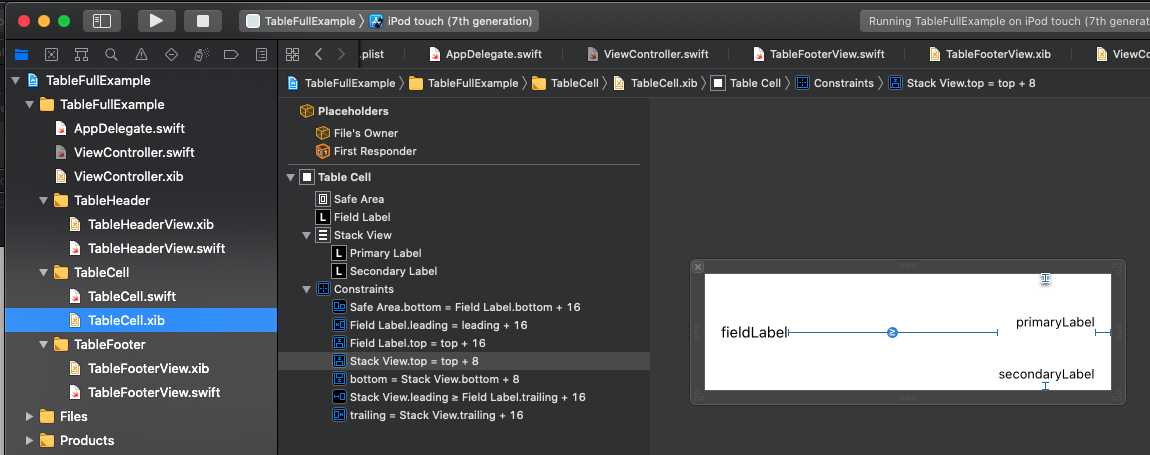 TableFullExample 〉 iPod touch (7th generation)
Running TableFullExample on iPod touch (7th generat
plist
AppDelegate.swift
ViewController.swift
TableFooterView.swift
TableFooterView.xib
ViewCo
TableFullExample 〉 TableFullExample 〉 TableCell 〉 TableCell.xib 〉 Table Cell 〉 Constraints 〉 Stack View.top = top + 8
TableFullExample
TableFullExample
AppDelegate.swift
ViewController.swift
ViewController.xib
TableHeader
TableHeaderView.xib
TableHeaderView.swift
TableCell
TableCell.swift
TableCell.xib
TableFooter
TableFooterView.xib
TableFooterView.swift
Files
Products
Placeholders
File's Owner
First Responder
Table Cell
Safe Area
L Field Label
Stack View
L Primary Label
L Secondary Label
Constraints
Safe Area.bottom = Field Label.bottom + 16
Field Label.leading = leading + 16
Field Label.top = top + 16
Stack View.top = top + 8
bottom = Stack View.bottom + 8
Stack View.leading ≥ Field Label.trailing + 16
trailing = Stack View.trailing + 16
fieldLabel
≥
primaryLabel
secondaryLabel